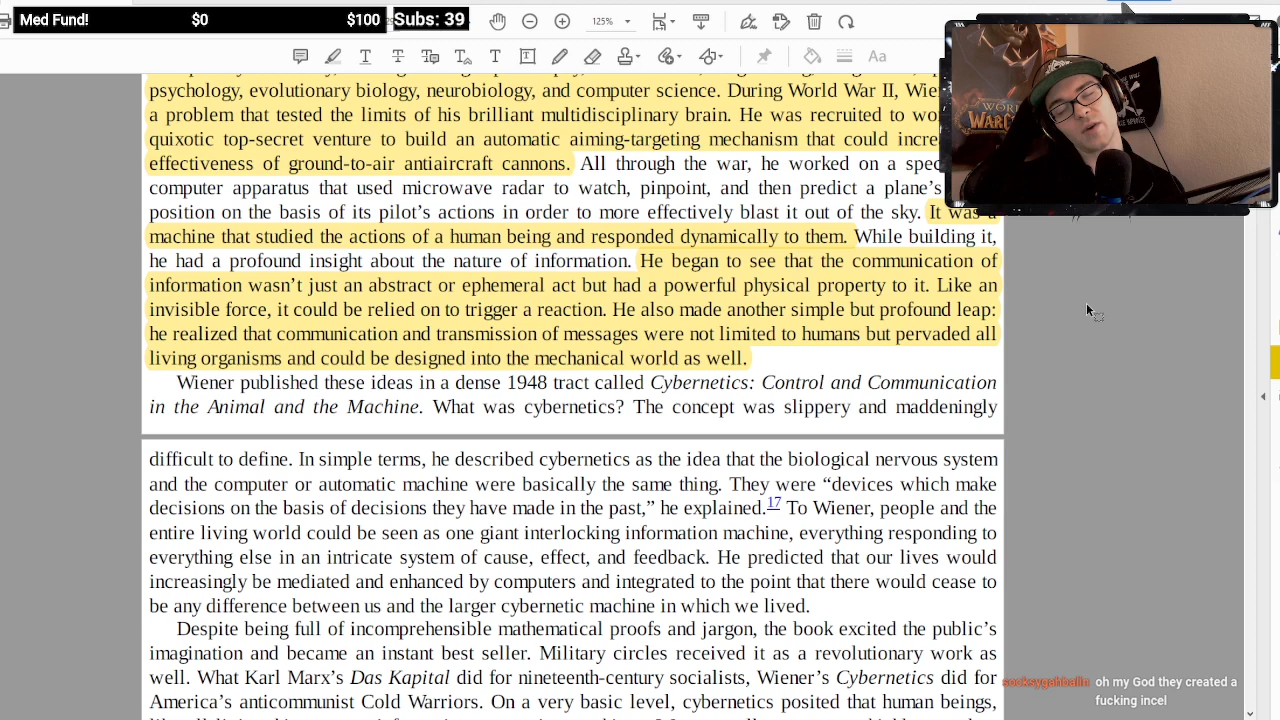 Med Fund! $0 $100 Subs: 39
125%
Aa
psychology, evolutionary biology, neurobiology, and computer science. During World War II,
a problem that tested the limits of his brilliant multidisciplinary brain. He was recruited to
quixotic top-secret venture to build an automatic aiming-targeting mechanism that could
effectiveness of ground-to-air antiaircraft cannons. All through the war, he worked on a
computer apparatus that used microwave radar to watch, pinpoint, and then predict a plane’s
position on the basis of its pilot’s actions in order to more effectively blast it out of the sky. It was a
machine that studied the actions of a human being and responded dynamically to them. While building it,
he had a profound insight about the nature of information. He began to see that the communication of
information wasn’t just an abstract or ephemeral act but had a powerful physical property to it. Like an
invisible force, it could be relied on to trigger a reaction. He also made another simple but profound leap:
he realized that communication and transmission of messages were not limited to humans but pervaded all
living organisms and could be designed into the mechanical world as well.
Wiener published these ideas in a dense 1948 tract called Cybernetics: Control and Communication
in the Animal and the Machine. What was cybernetics? The concept was slippery and maddeningly
difficult to define. In simple terms, he described cybernetics as the idea that the biological nervous system
and the computer or automatic machine were basically the same thing. They were “devices which make
decisions on the basis of decisions they have made in the past,” he explained.17 To Wiener, people and the
entire living world could be seen as one giant interlocking information machine, everything responding to
everything else in an intricate system of cause, effect, and feedback. He predicted that our lives would
increasingly be mediated and enhanced by computers and integrated to the point that there would cease to
be any difference between us and the larger cybernetic machine in which we lived.
Despite being full of incomprehensible mathematical proofs and jargon, the book excited the public’s
imagination and became an instant best seller. Military circles received it as a revolutionary work as
well. What Karl Marx’s Das Kapital did for nineteenth-century socialists, Wiener’s Cybernetics did for
America’s anticommunist Cold Warriors. On a very basic level, cybernetics posited that human beings,
oh my God they created a
fucking incel